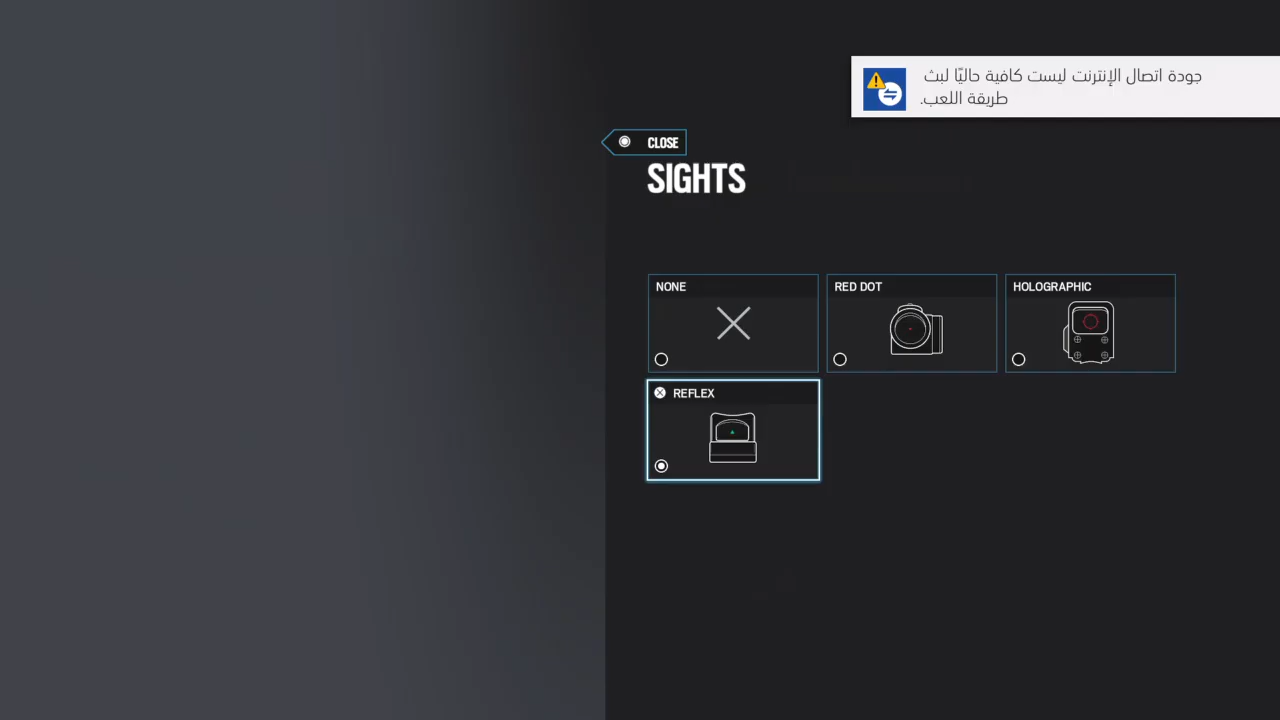 جودة اتصال الإنترنت ليست كافية حاليًا لبث
طريقة اللعب.
CLOSE
SIGHTS
NONE
RED DOT
HOLOGRAPHIC
REFLEX